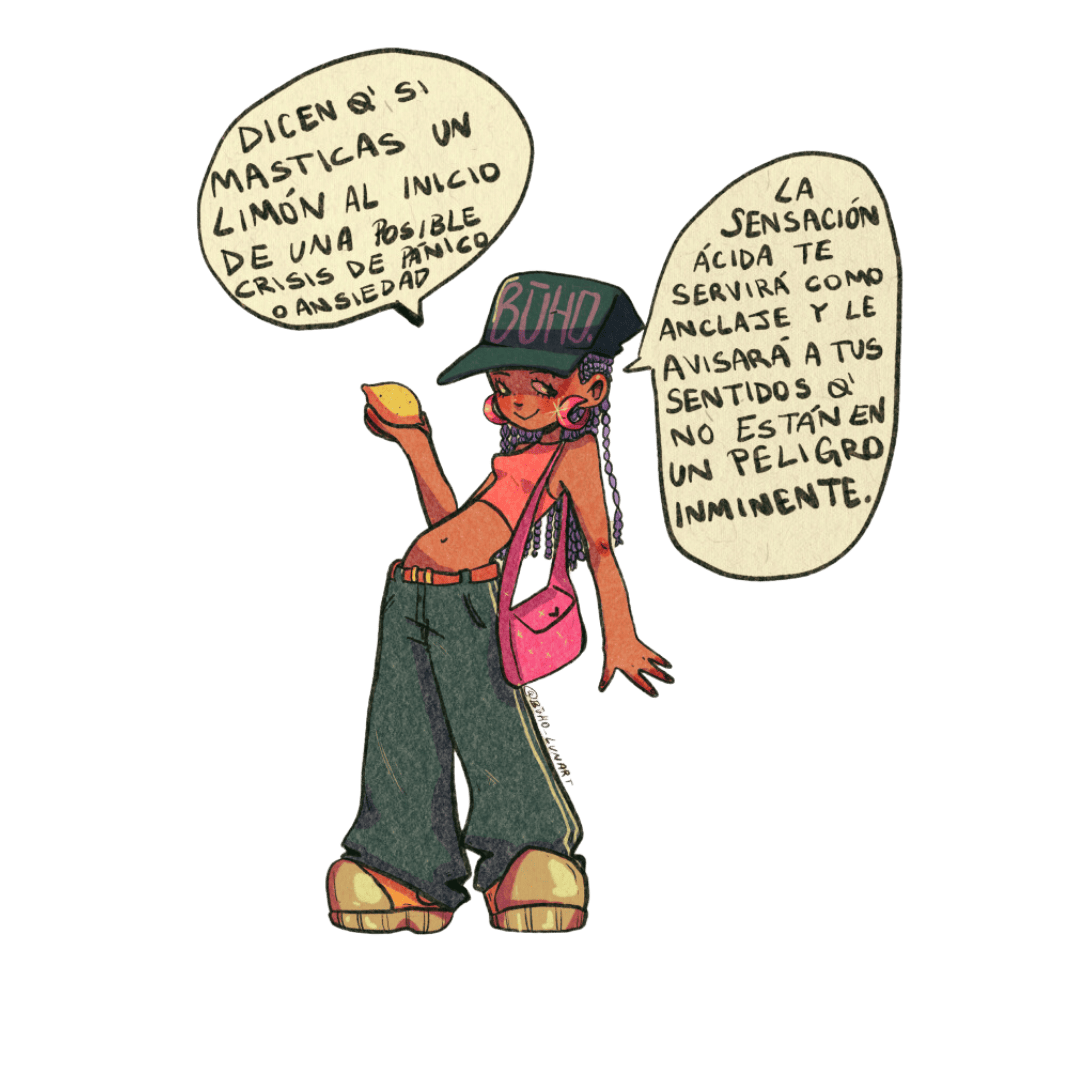 DICEN Q' SI
MASTICAS UN
LIMÓN AL INICIO
DE UNA POSIBLE
CRISIS DE PÁNICO
O ANSIEDAD
LA
SENSACIÓN
ÁCIDA TE
SERVIRÁ COMO
ANCLAJE Y LE
AVISARÁ A TUS
SENTIDOS Q'
NO ESTÁN EN
UN PELIGRO
INMINENTE.
BŪHO.
@BŪHO_LUNART